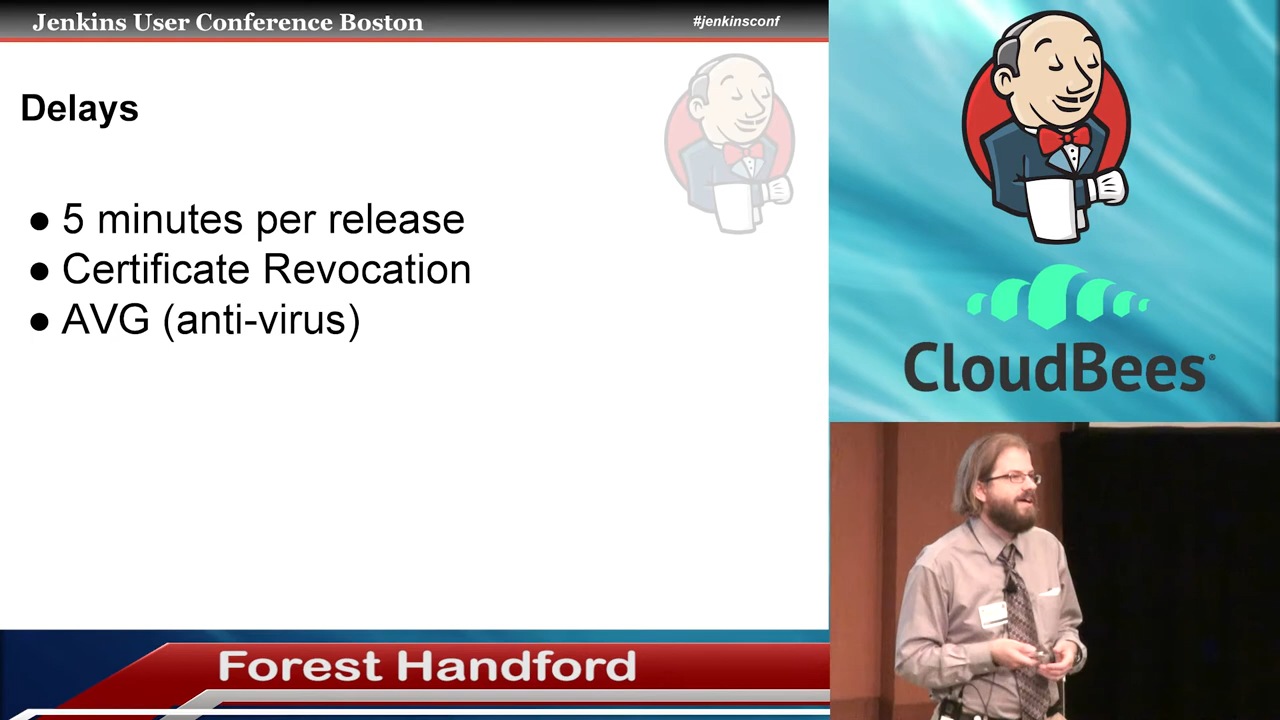 Jenkins User Conference Boston
#jenkinsconf
Delays
● 5 minutes per release
● Certificate Revocation
● AVG (anti-virus)
CloudBees®
Forest Handford